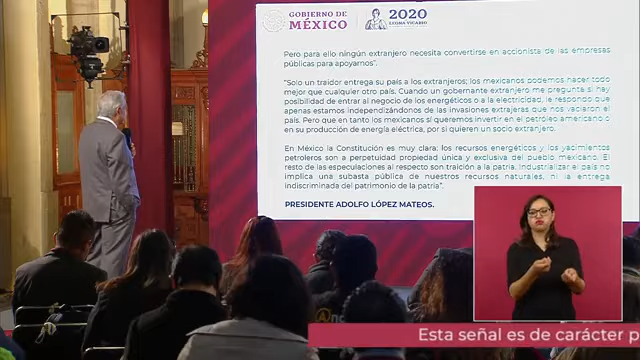 GOBIERNO DE
MÉXICO
2020
LEONA VICARIO
Pero para ello ningún extranjero necesita convertirse en accionista de las empresas
públicas para apoyarnos".
"Solo un traidor entrega su país a los extranjeros; los mexicanos podemos hacer todo
mejor que cualquier otro país. Cuando un gobernante extranjero me pregunta si hay
posibilidad de entrar al negocio de los energéticos o a la electricidad, le respondo que
apenas estamos independizándonos de las invasiones extrajeras que nos vaciaron el
país. Pero que en tanto los mexicanos sí queremos invertir en el petróleo americano o
en su producción de energía eléctrica, por si quieren un socio extranjero.
En México la Constitución es muy clara: los recursos energéticos y los yacimientos
petroleros son a perpetuidad propiedad única y exclusiva del pueblo mexicano. El
resto de las especulaciones al respecto son traición a la patria. Industrializar el país no
implica una subasta pública de nuestros recursos naturales, ni la entrega
indiscriminada del patrimonio de la patria".
PRESIDENTE ADOLFO LÓPEZ MATEOS.
Esta señal es de carácter p